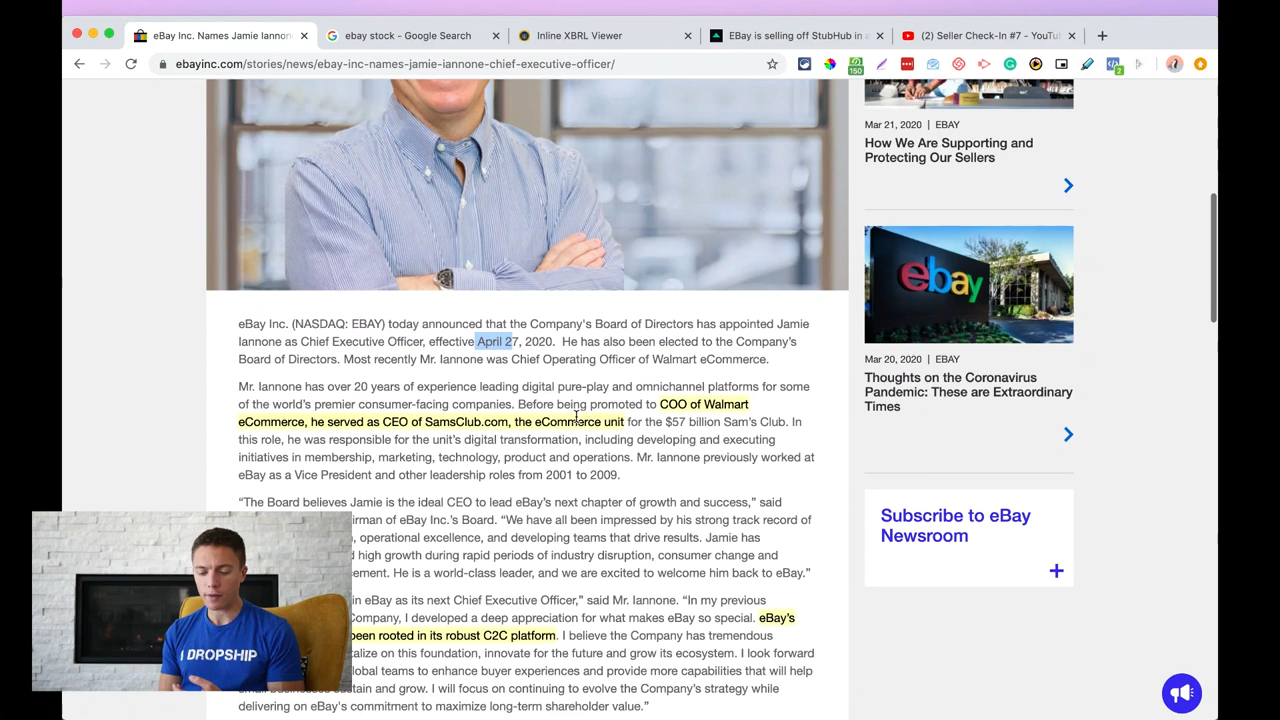 eBay Inc. Names Jamie Iannon
ebay stock - Google Search
Inline XBRL Viewer
EBay is selling off StubHub in a
(2) Seller Check-In #7 - YouTu
ebayinc.com/stories/news/ebay-inc-names-jamie-iannone-chief-executive-officer/
150
2
Mar 21, 2020 | EBAY
How We Are Supporting and
Protecting Our Sellers
ebay
Mar 20, 2020 | EBAY
Thoughts on the Coronavirus
Pandemic: These are Extraordinary
Times
Subscribe to eBay
Newsroom
eBay Inc. (NASDAQ: EBAY) today announced that the Company's Board of Directors has appointed Jamie
Iannone as Chief Executive Officer, effective April 27, 2020. He has also been elected to the Company's
Board of Directors. Most recently Mr. Iannone was Chief Operating Officer of Walmart eCommerce.
Mr. Iannone has over 20 years of experience leading digital pure-play and omnichannel platforms for some
of the world's premier consumer-facing companies. Before being promoted to COO of Walmart
eCommerce, he served as CEO of SamsClub.com, the eCommerce unit for the $57 billion Sam's Club. In
this role, he was responsible for the unit's digital transformation, including developing and executing
initiatives in membership, marketing, technology, product and operations. Mr. Iannone previously worked at
eBay as a Vice President and other leadership roles from 2001 to 2009.
“The Board believes Jamie is the ideal CEO to lead eBay's next chapter of growth and success,” said
irman of eBay Inc.'s Board. “We have all been impressed by his strong track record of
, operational excellence, and developing teams that drive results. Jamie has
d high growth during rapid periods of industry disruption, consumer change and
ement. He is a world-class leader, and we are excited to welcome him back to eBay.”
in eBay as its next Chief Executive Officer,” said Mr. Iannone. “In my previous
Company, I developed a deep appreciation for what makes eBay so special. eBay's
been rooted in its robust C2C platform. I believe the Company has tremendous
talize on this foundation, innovate for the future and grow its ecosystem. I look forward
lobal teams to enhance buyer experiences and provide more capabilities that will help
small businesses sustain and grow. I will focus on continuing to evolve the Company's strategy while
delivering on eBay's commitment to maximize long-term shareholder value.”
I DROPSHIP